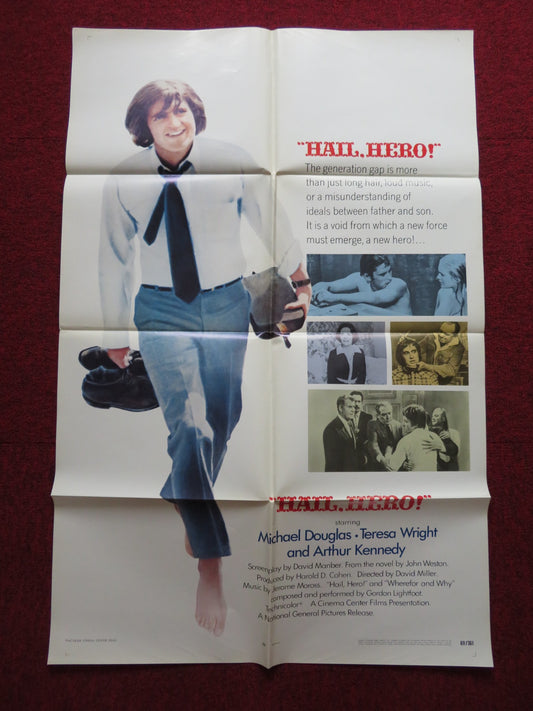 "HAIL, HERO!"
The generation gap is more
than just long hair, loud music,
or a misunderstanding of
ideals between father and son.
It is a void from which a new force
must emerge, a new hero!...
"HAIL, HERO!"
starring
Michael Douglas • Teresa Wright
and Arthur Kennedy
Screenplay by David Manber. From the novel by John Weston.
Produced by Harold D. Cohen. Directed by David Miller.
Music by Jerome Moross. "Hail, Hero!" and "Wherefor and Why"
composed and performed by Gordon Lightfoot.
Technicolor® A Cinema Center Films Presentation.
A National General Pictures Release.
69/361